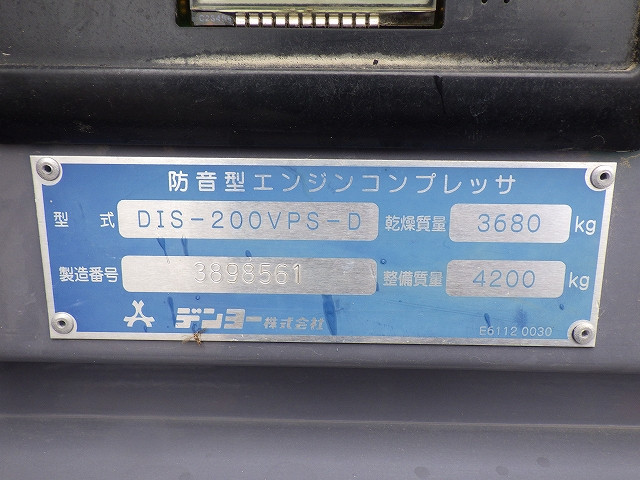 防音型エンジンコンプレッサ
型式 DIS-200VPS-D 乾燥質量 3680 kg
製造番号 3898561 整備質量 4200 kg
デンヨー株式会社
E6112 0030